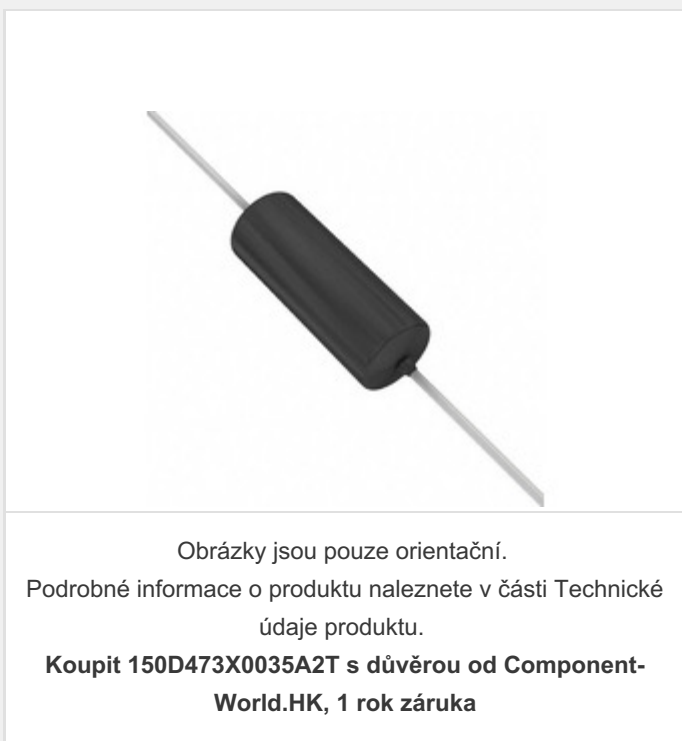 Obrázky jsou pouze orientační.
Podrobné informace o produktu naleznete v části Technické
údaje produktu.
Koupit 150D473X0035A2T s důvěrou od Component-
World.HK, 1 rok záruka